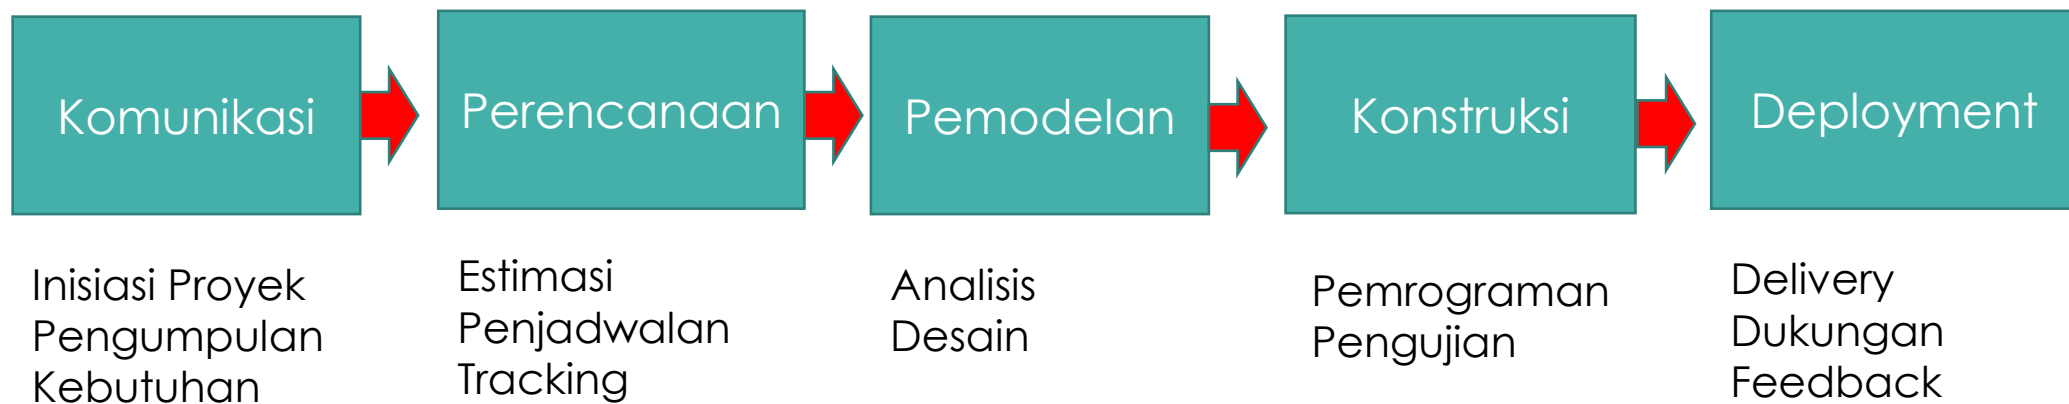 Komunikasi
Perencanaan
Pemodelan
Konstruksi
Deployment
Inisiasi Proyek
Pengumpulan
Kebutuhan
Estimasi
Penjadwalan
Tracking
Analisis
Desain
Pemrograman
Pengujian
Delivery
Dukungan
Feedback